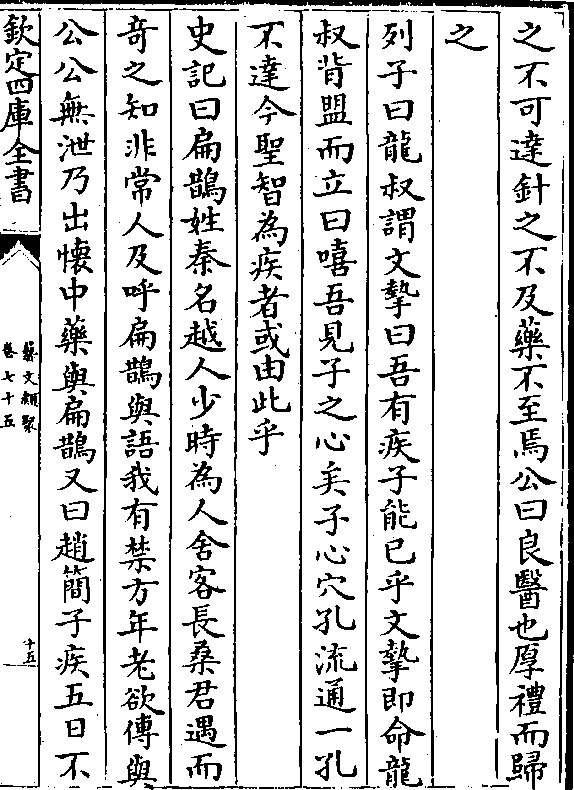 之不可達針之不及藥不至焉公曰良醫也厚禮而歸
之
列子曰龍叔謂文摯曰吾有疾子能已乎文摯即命龍
叔背盟而立曰嘻吾見子之心矣子心穴孔流通一孔
不達今聖智為疾者或由此乎
史記曰扁鵲姓秦名越人少時為人舍客長桑君遇而
奇之知非常人及呼扁鵲與語我有禁方年老欲傳與
公公無泄乃出懷中藥與扁鵲又曰趙簡子疾五日不
欽定四庫全書
藝文類聚
卷七十五
十五